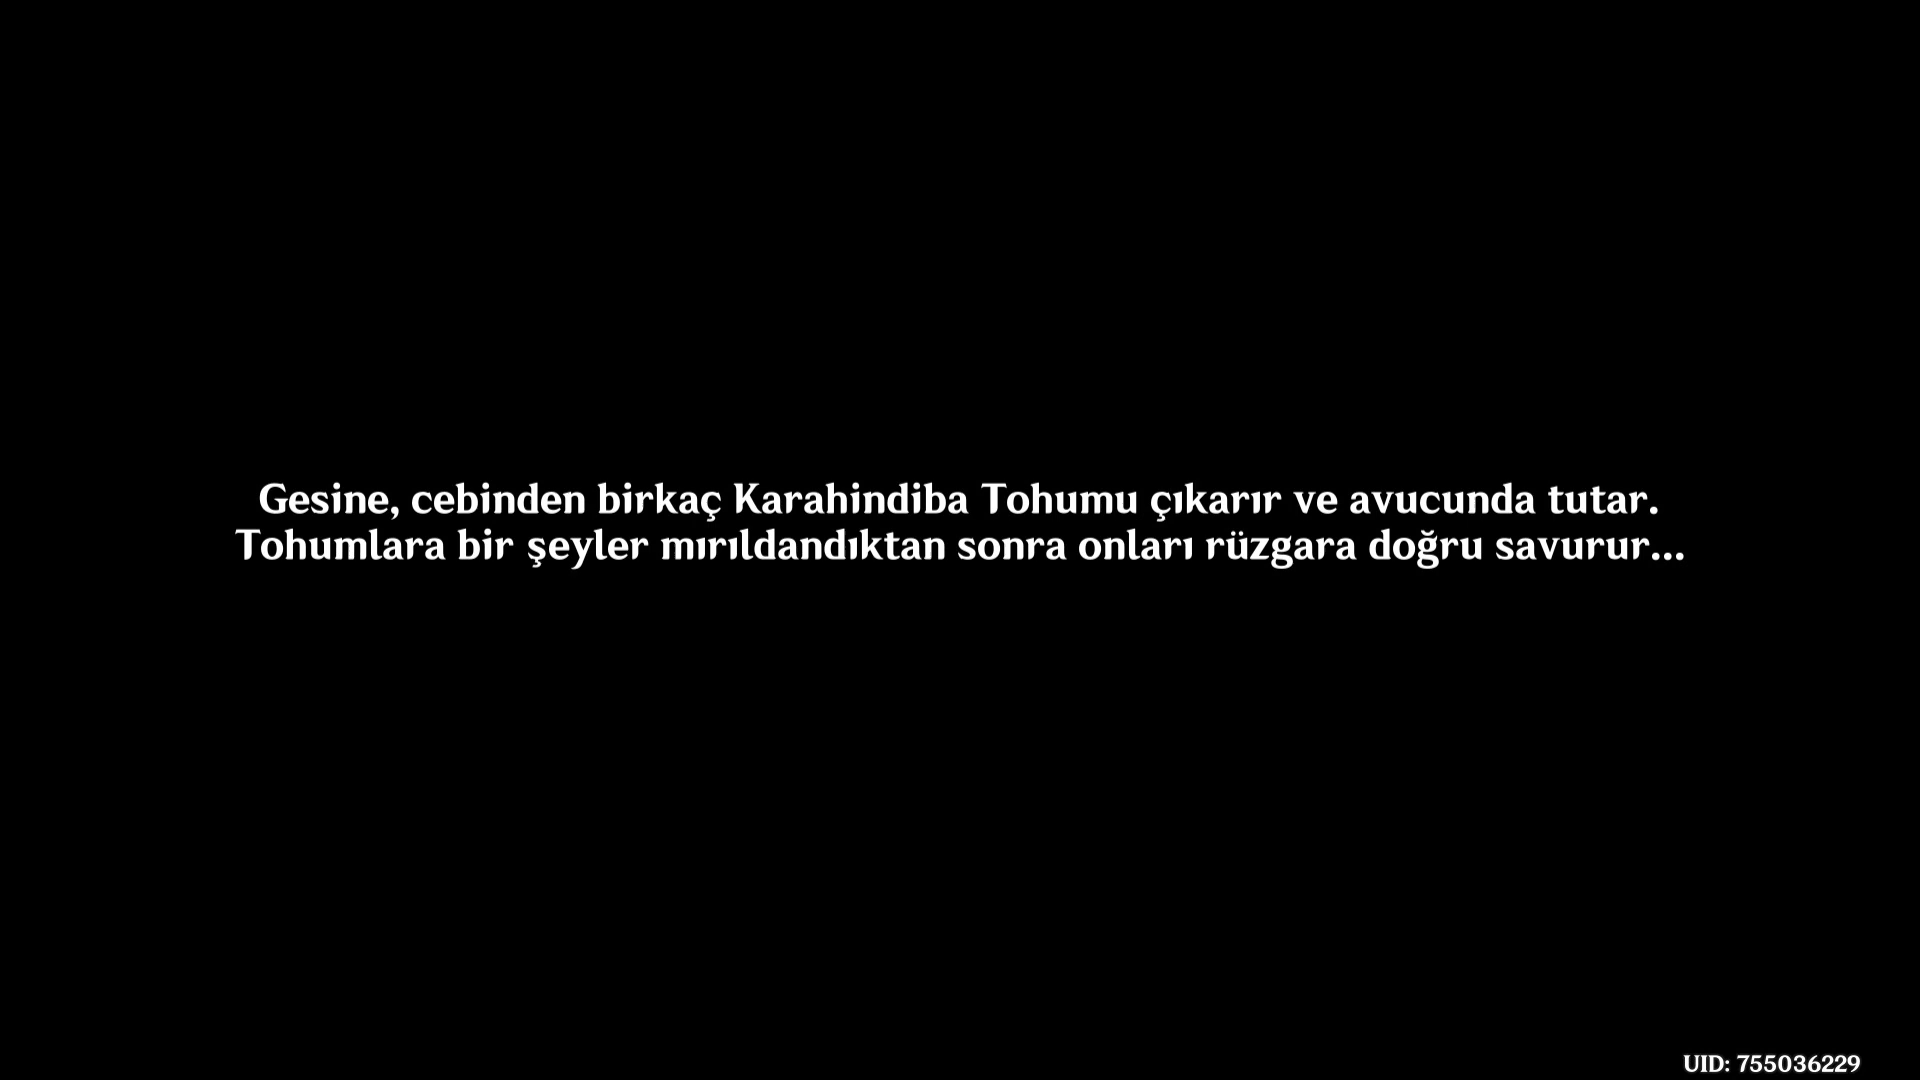 Gesine, cebinden birkaç Karahindiba Tohumu çıkarır ve avucunda tutar.
Tohumlara bir şeyler mırıldandıktan sonra onları rüzgara doğru savurur...
UID: 755036229